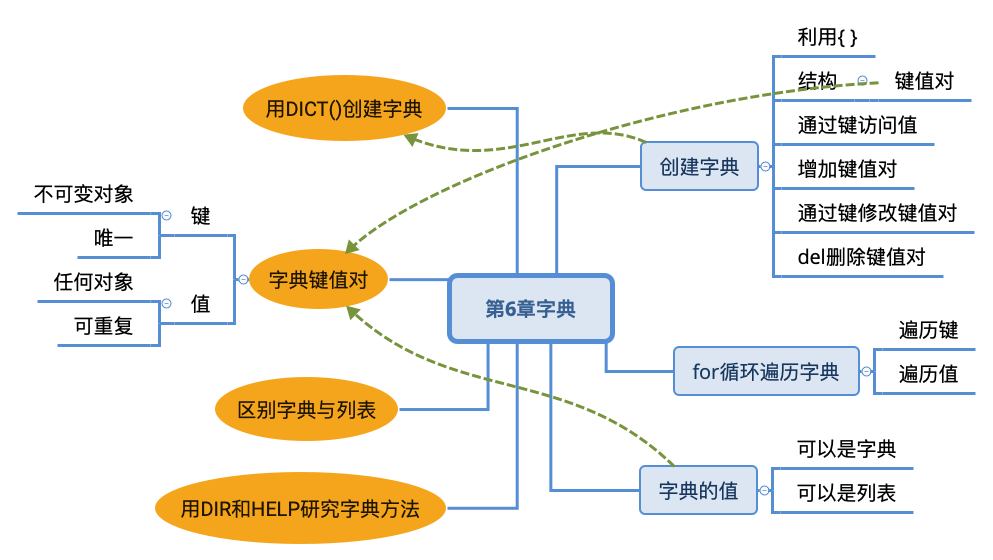 第6章字典
创建字典
利用{ }
结构
键值对
通过键访问值
增加键值对
通过键修改键值对
del删除键值对
for循环遍历字典
遍历键
遍历值
字典的值
可以是字典
可以是列表
用DICT()创建字典
字典键值对
键
不可变对象
唯一
值
任何对象
可重复
区别字典与列表
用DIR和HELP研究字典方法